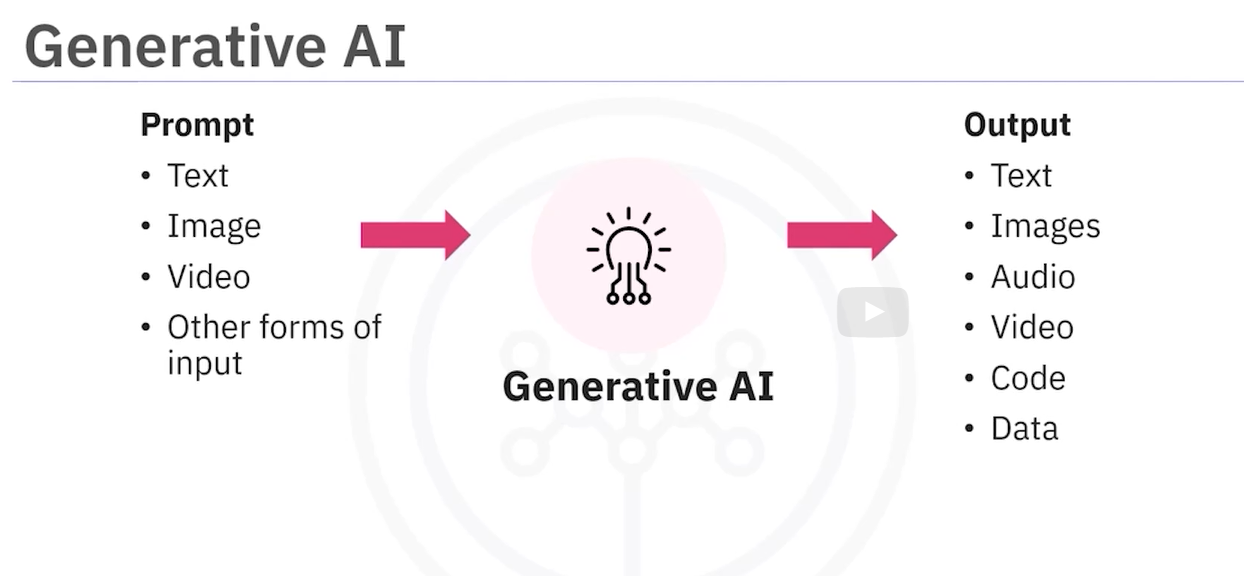 Generative AI
Prompt
• Text
• Image
• Video
• Other forms of
input
Generative AI
Output
• Text
• Images
• Audio
• Video
• Code
• Data